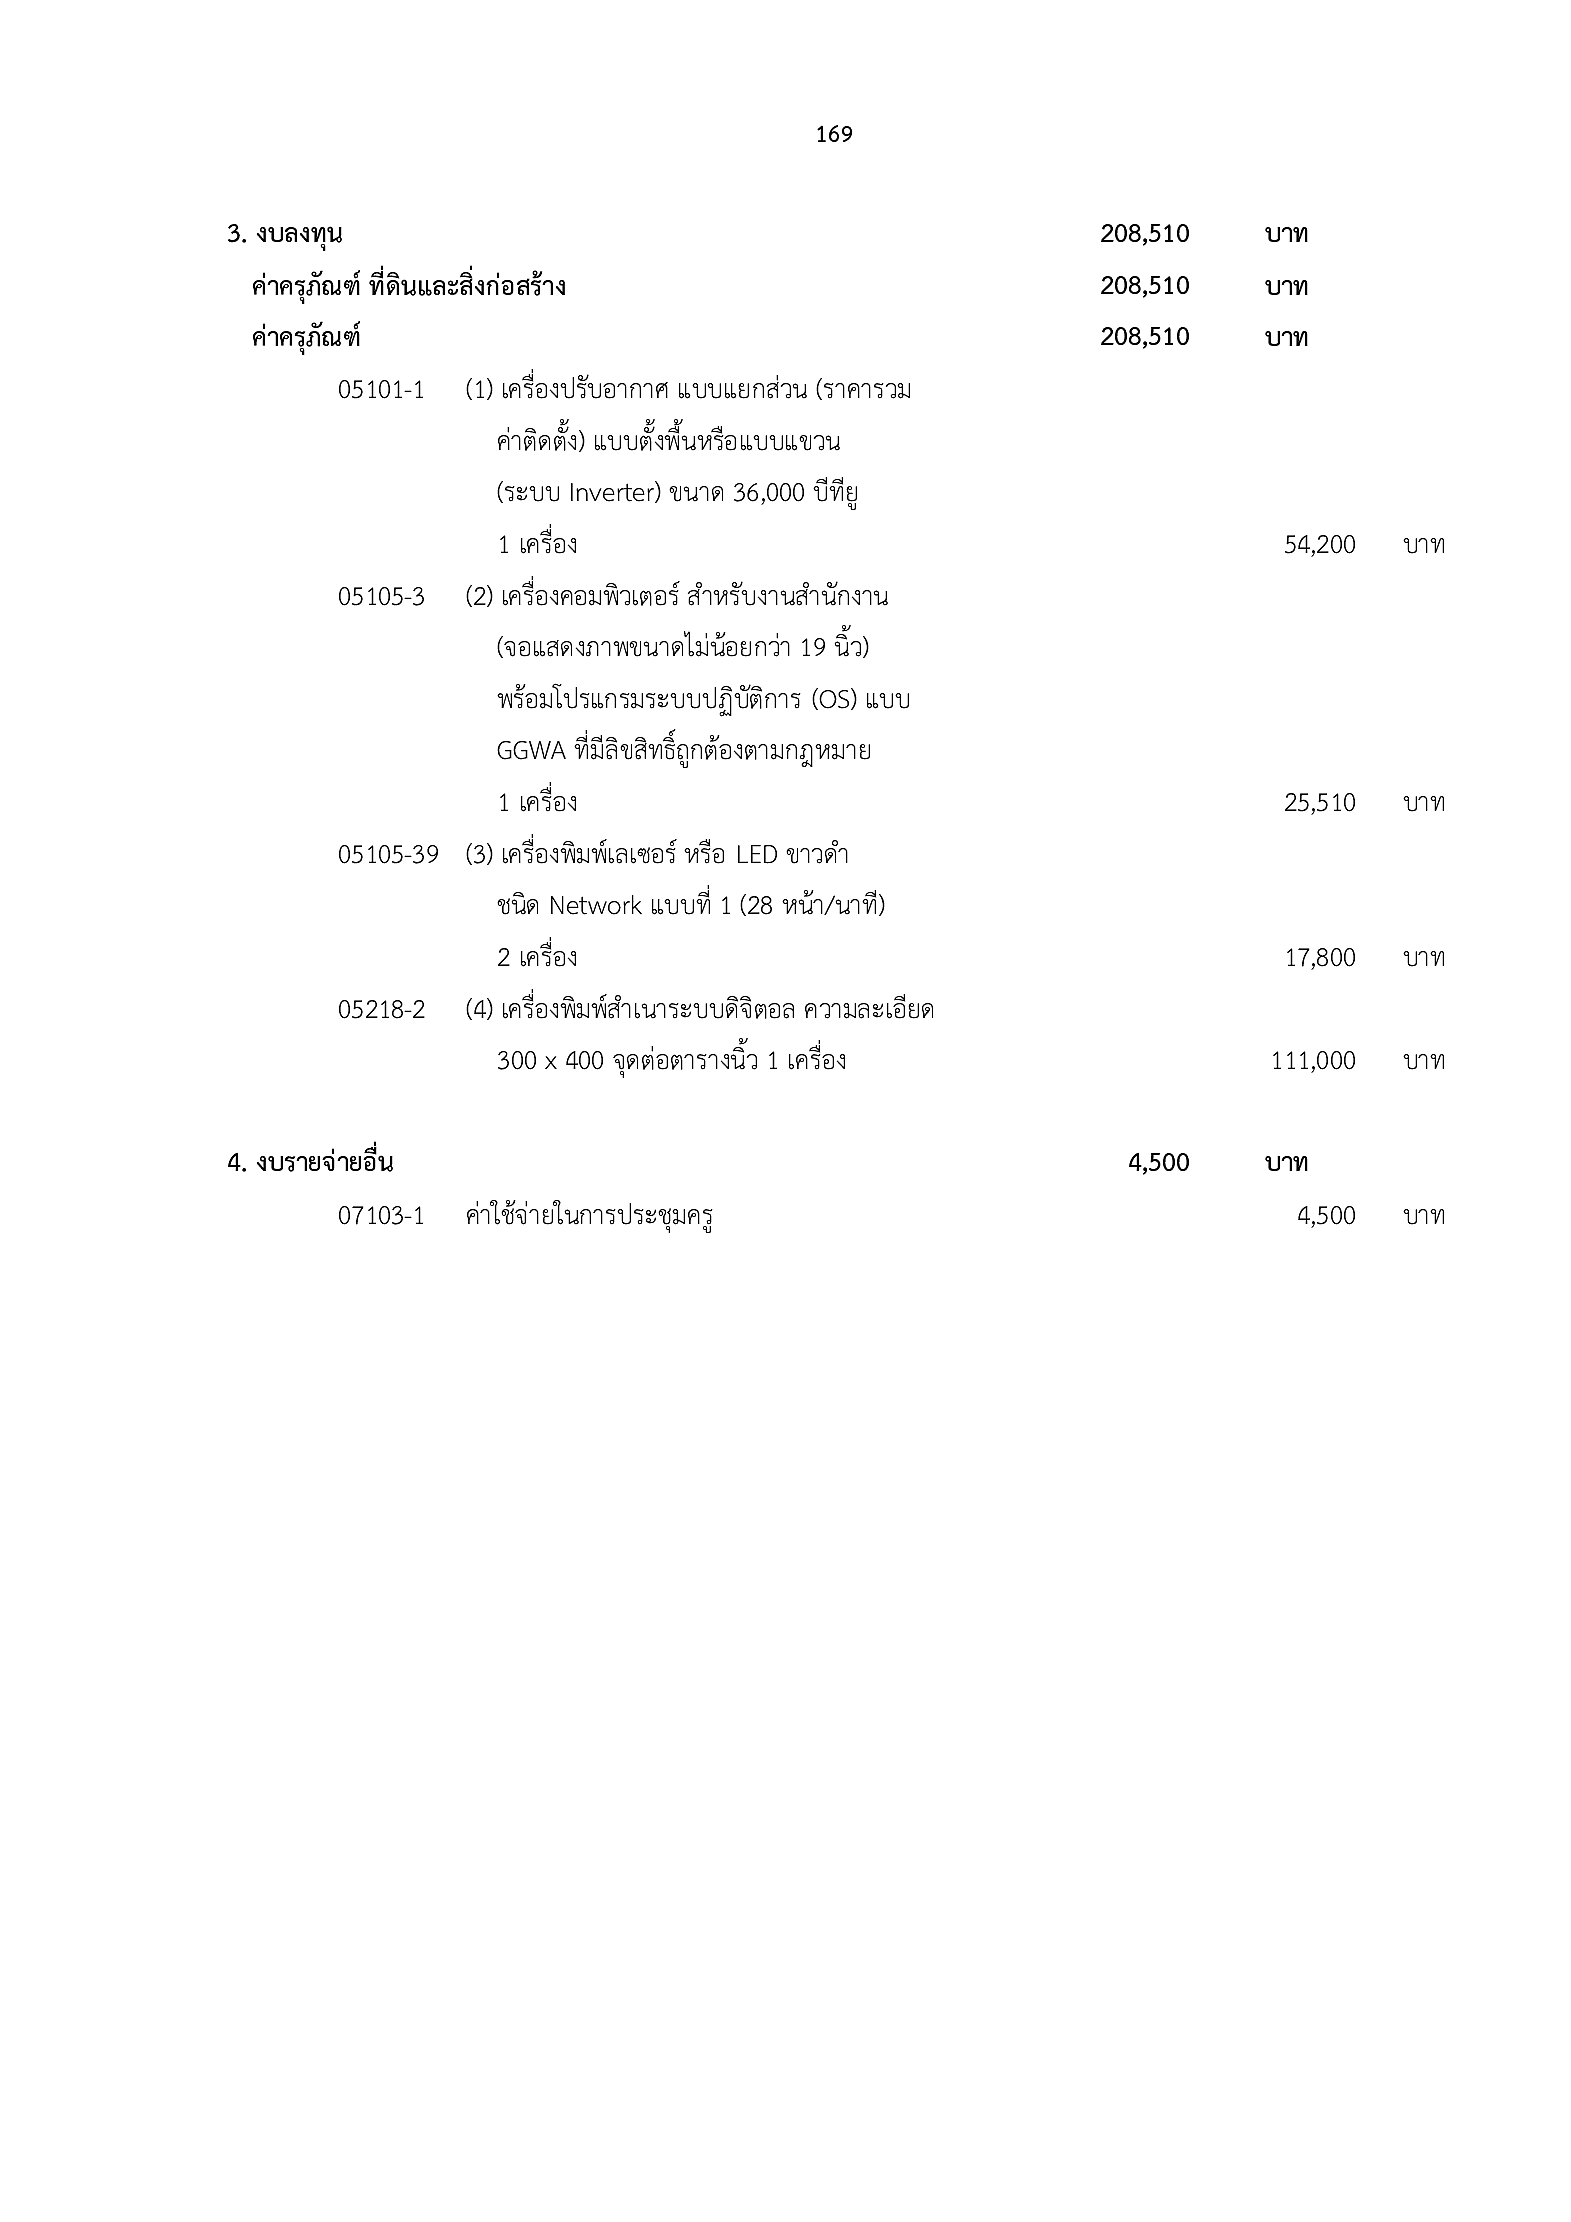 169
3. งบลงทุน 208,510 บาท
ค่าครุภัณฑ์ ที่ดินและสิ่งก่อสร้าง 208,510 บาท
ค่าครุภัณฑ์ 208,510 บาท
05101-1 (1) เครื่องปรับอากาศ แบบแยกส่วน (ราคารวม
ค่าติดตั้ง) แบบตั้งพื้นหรือแบบแขวน
(ระบบ Inverter) ขนาด 36,000 บีทียู
1 เครื่อง 54,200 บาท
05105-3 (2) เครื่องคอมพิวเตอร์ สำหรับงานสำนักงาน
(จอแสดงภาพขนาดไม่น้อยกว่า 19 นิ้ว)
พร้อมโปรแกรมระบบปฏิบัติการ (OS) แบบ
GGWA ที่มีลิขสิทธิ์ถูกต้องตามกฎหมาย
1 เครื่อง 25,510 บาท
05105-39 (3) เครื่องพิมพ์เลเซอร์ หรือ LED ขาวดำ
ชนิด Network แบบที่ 1 (28 หน้า/นาที)
2 เครื่อง 17,800 บาท
05218-2 (4) เครื่องพิมพ์สำเนาระบบดิจิตอล ความละเอียด
300 x 400 จุดต่อตารางนิ้ว 1 เครื่อง 111,000 บาท
4. งบรายจ่ายอื่น 4,500 บาท
07103-1 ค่าใช้จ่ายในการประชุมครู 4,500 บาท